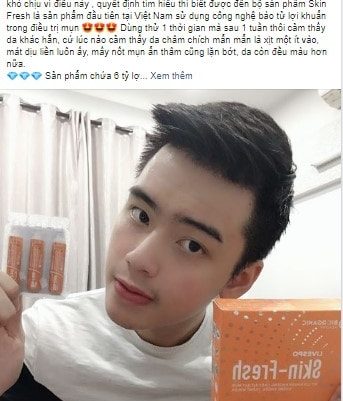 khó chịu vì điều này , quyết định tìm hiểu thì biết được đến bộ sản phẩm Skin
Fresh là sản phẩm đầu tiên tại Việt Nam sử dụng công nghệ bào tử lợi khuẩn
trong điều trị mụn 🤩🤩🤩 Dùng thử 1 thời gian mà sau 1 tuần thôi cảm thấy
da khác hẳn, cứ lúc nào cảm thấy da châm chích mẩn mẩn là xịt một ít vào,
mát dịu liền luôn ấy, mấy nốt mụn ẩn thâm cũng lặn bớt, da còn đều màu hơn
nữa.
💎💎💎 Sản phẩm chứa 6 tỷ lợ... Xem thêm
LIVESPO
Skin-Fresh